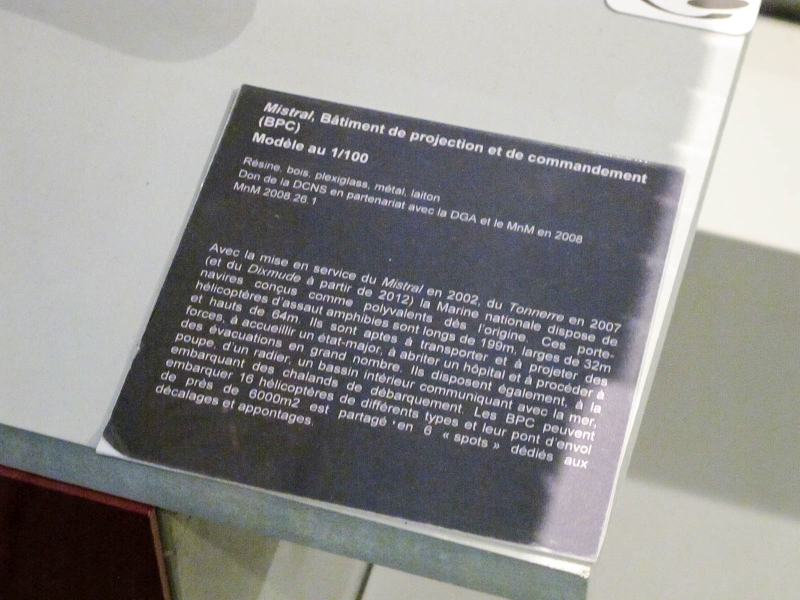 Mistral, Bâtiment de projection et de commandement
(BPC)
Modèle au 1/100
Résine, bois, plexiglass, métal, laiton
Don de la DCNS en partenariat avec la DGA et le MnM en 2008
MnM 2008 26 1
Avec la mise en service du Mistral en 2002, du Tonnerre en 2007
(et du Dixmude à partir de 2012) la Marine nationale dispose de
navires conçus comme polyvalents dès l'origine. Ces porte-
hélicoptères d'assaut amphibies sont longs de 199m, larges de 32m
et hauts de 64m. Ils sont aptes à transporter et à projeter des
forces, à accueillir un état-major, à abriter un hôpital et à procéder à
des évacuations en grand nombre. Ils disposent également, à la
poupe, d'un radier, un bassin intérieur communiquant avec la mer,
embarquant des chalands de débarquement. Les BPC peuvent
embarquer 16 hélicoptères de différents types et leur pont d'envol
de près de 6000m2 est partagé en 6 « spots » dédiés aux
décalages et appontages.